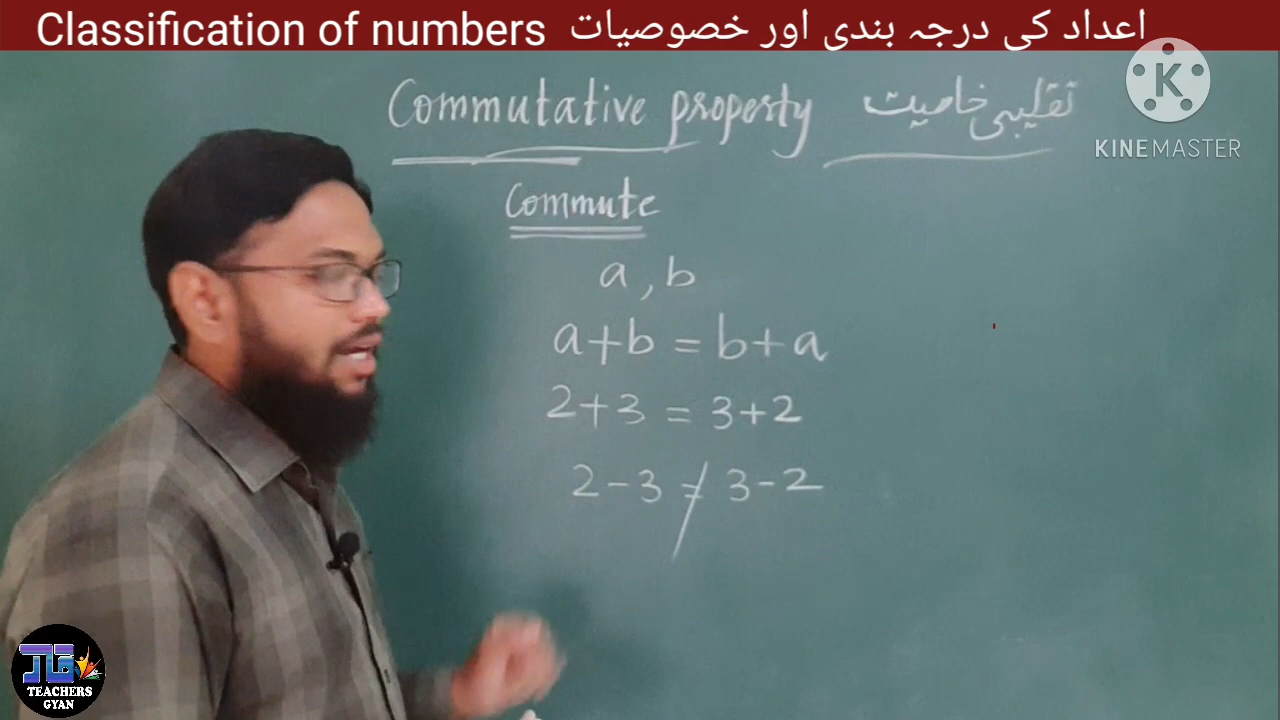 Classification of numbers اعداد کی درجہ بندی اور خصوصیات
K
KINEMASTER
Commutative property تقلیبی خاصیت
Commute
a , b
a + b = b + a
2 + 3 = 3 + 2
2 - 3 ≠ 3 - 2
TEACHERS
GYAN